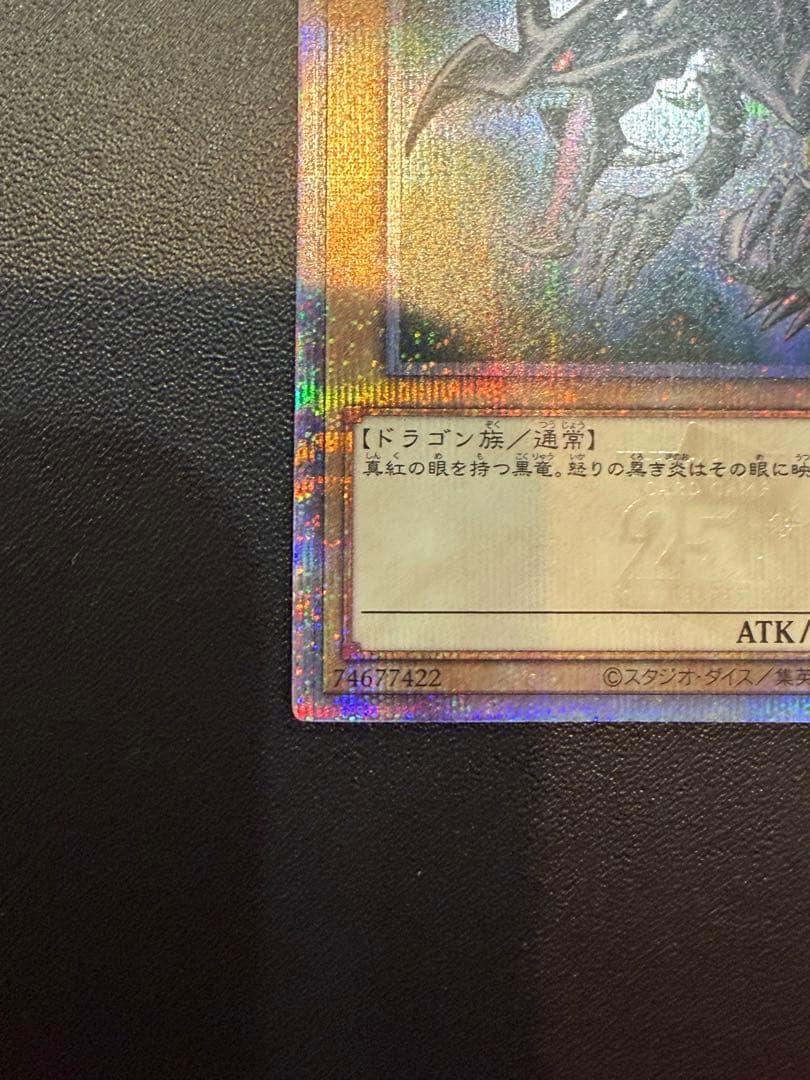 【ドラゴン族／通常】
真紅の眼を持つ黒竜。怒りの黒き炎はその眼に映
25
ATK/
74677422
©スタジオ・ダイス／集英